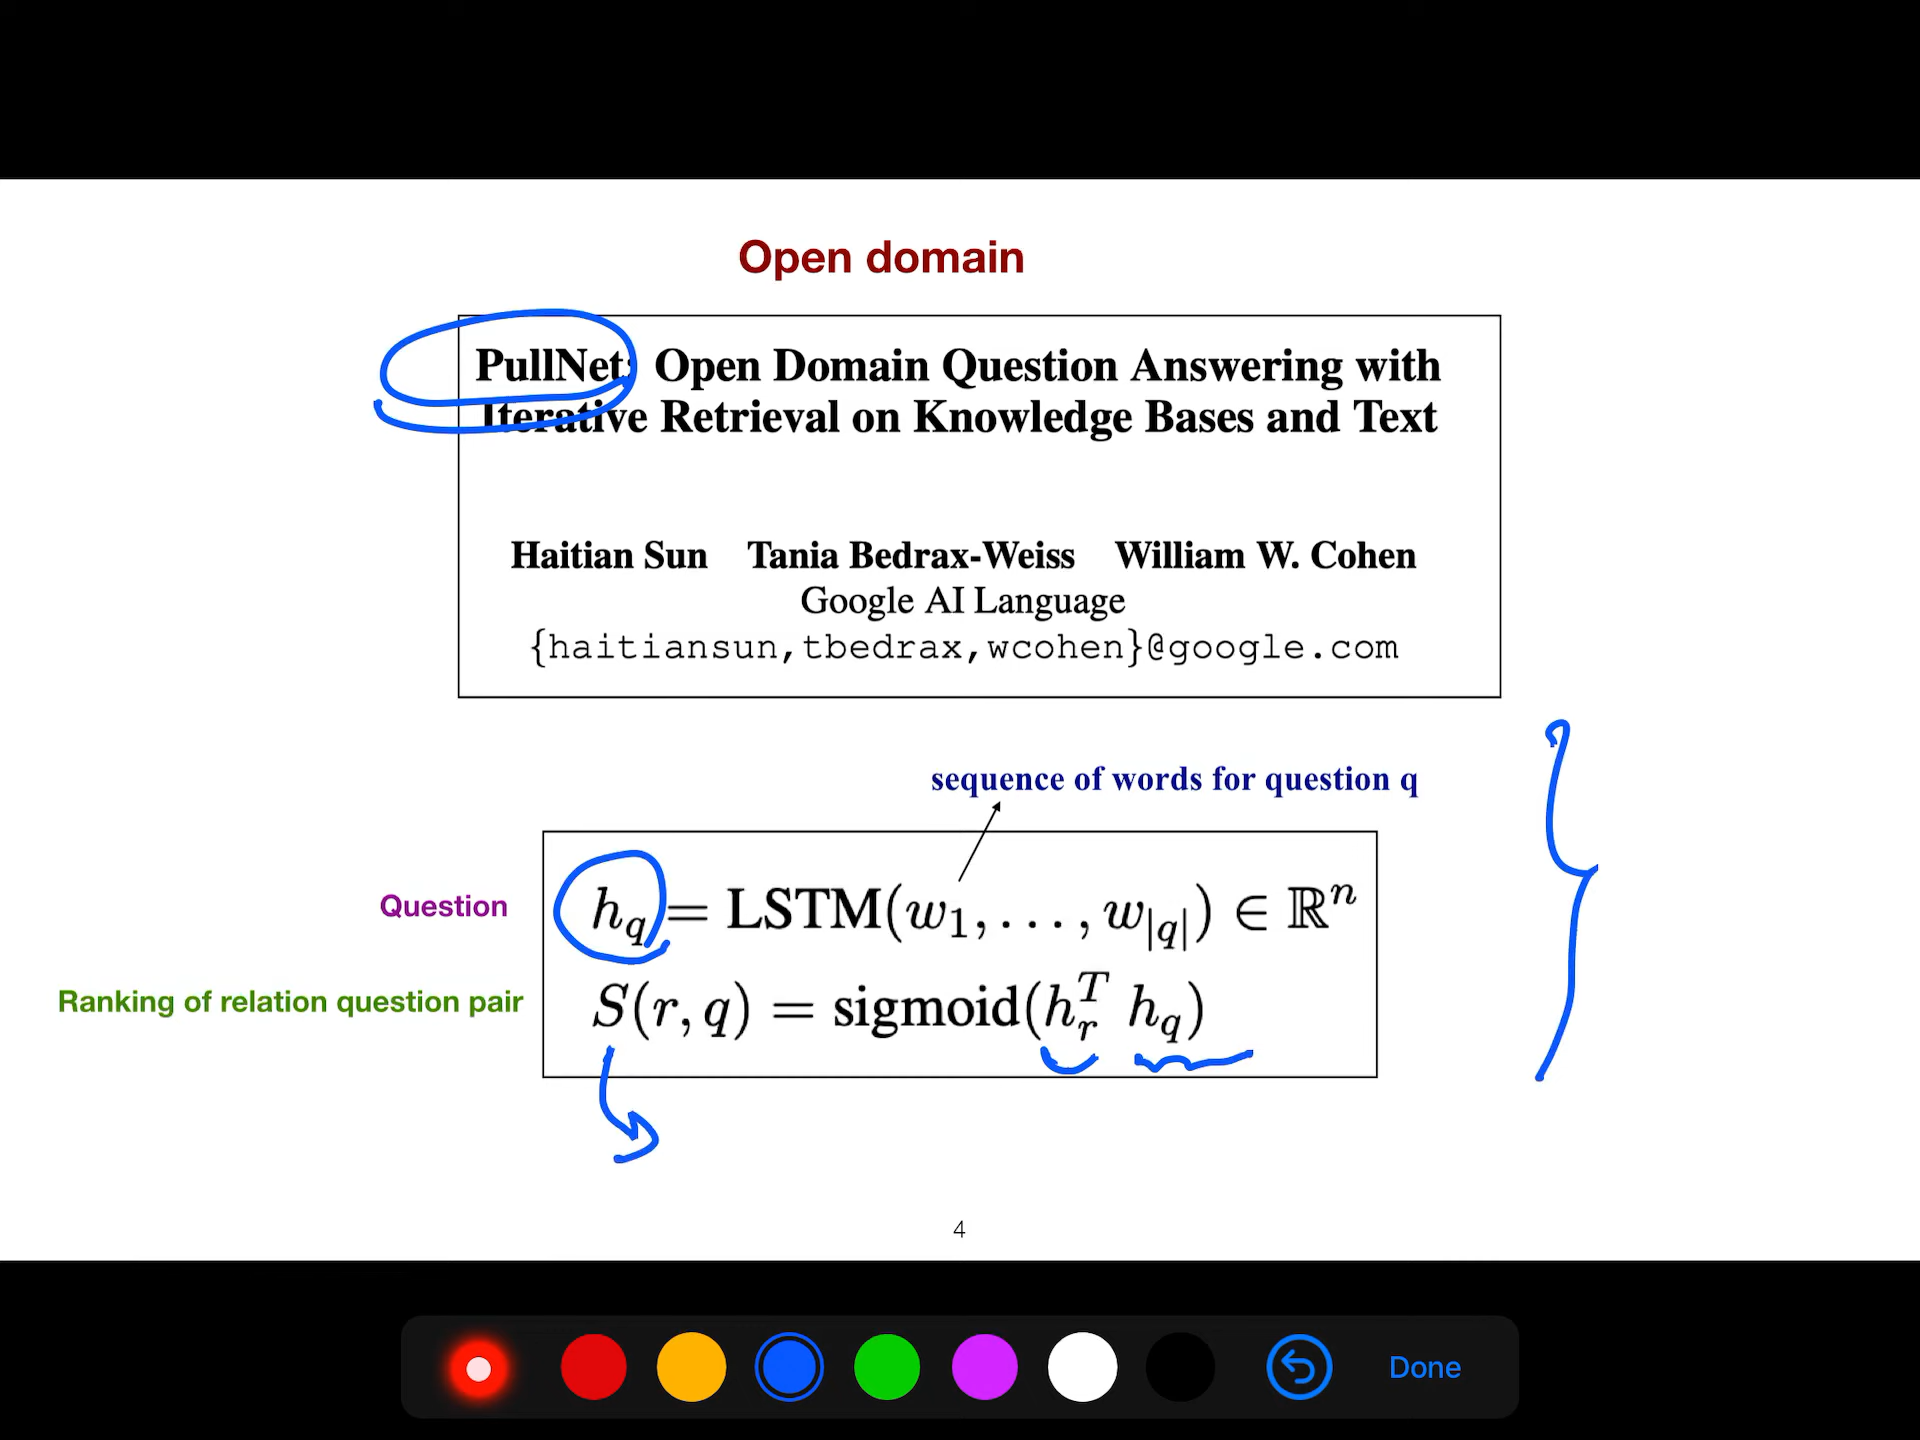 Open domain
PullNet: Open Domain Question Answering with
Iterative Retrieval on Knowledge Bases and Text
Haitian Sun Tania Bedrax-Weiss William W. Cohen
Google AI Language
{haitiansun,tbedrax,wcohen}@google.com
sequence of words for question q
Question h_q = LSTM(w_1, . . . , w_|q|) ∈ ℝ^n
Ranking of relation question pair S(r, q) = sigmoid(h_r^T h_q)
4
Done